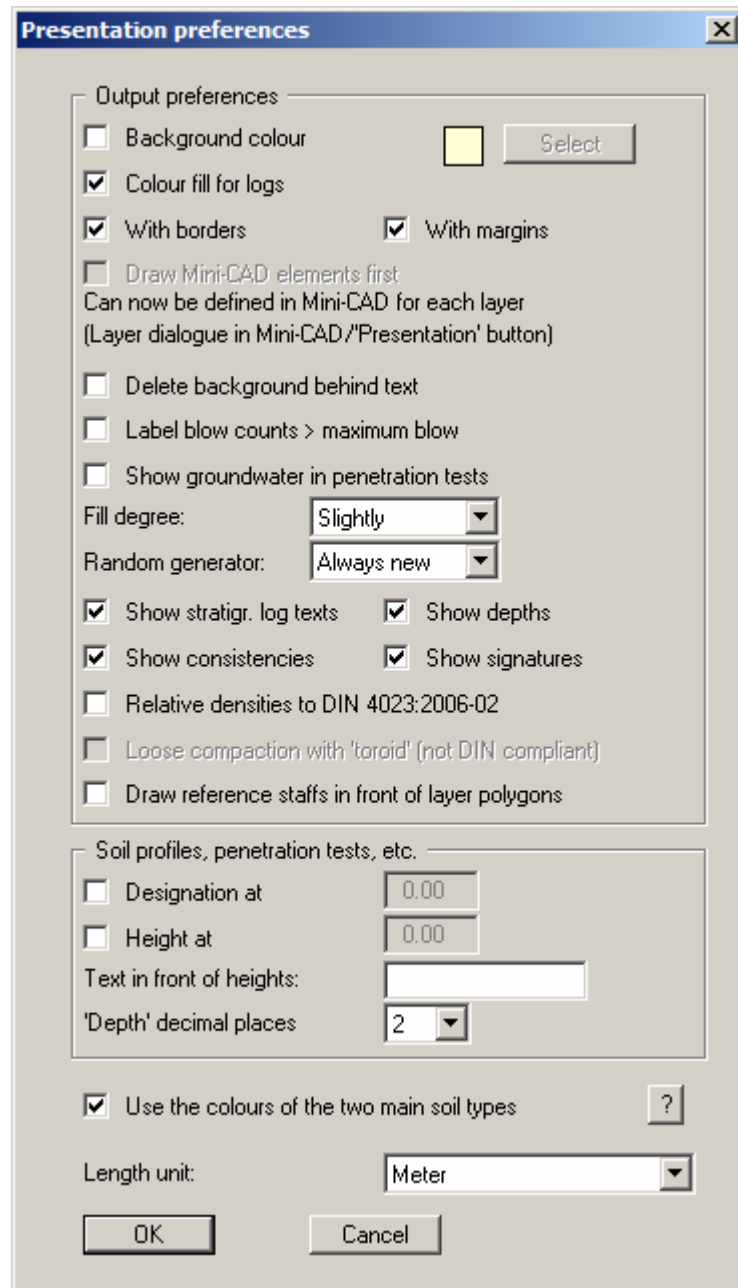 Presentation preferences
Output preferences
Background colour Select
Colour fill for logs
With borders With margins
Draw Mini-CAD elements first
Can now be defined in Mini-CAD for each layer
(Layer dialogue in Mini-CAD/'Presentation' button)
Delete background behind text
Label blow counts > maximum blow
Show groundwater in penetration tests
Fill degree: Slightly
Random generator: Always new
Show stratigr. log texts Show depths
Show consistencies Show signatures
Relative densities to DIN 4023:2006-02
Loose compaction with 'toroid' (not DIN compliant)
Draw reference staffs in front of layer polygons
Soil profiles, penetration tests, etc.
Designation at 0.00
Height at 0.00
Text in front of heights:
'Depth' decimal places 2
Use the colours of the two main soil types ?
Length unit: Meter
OK Cancel